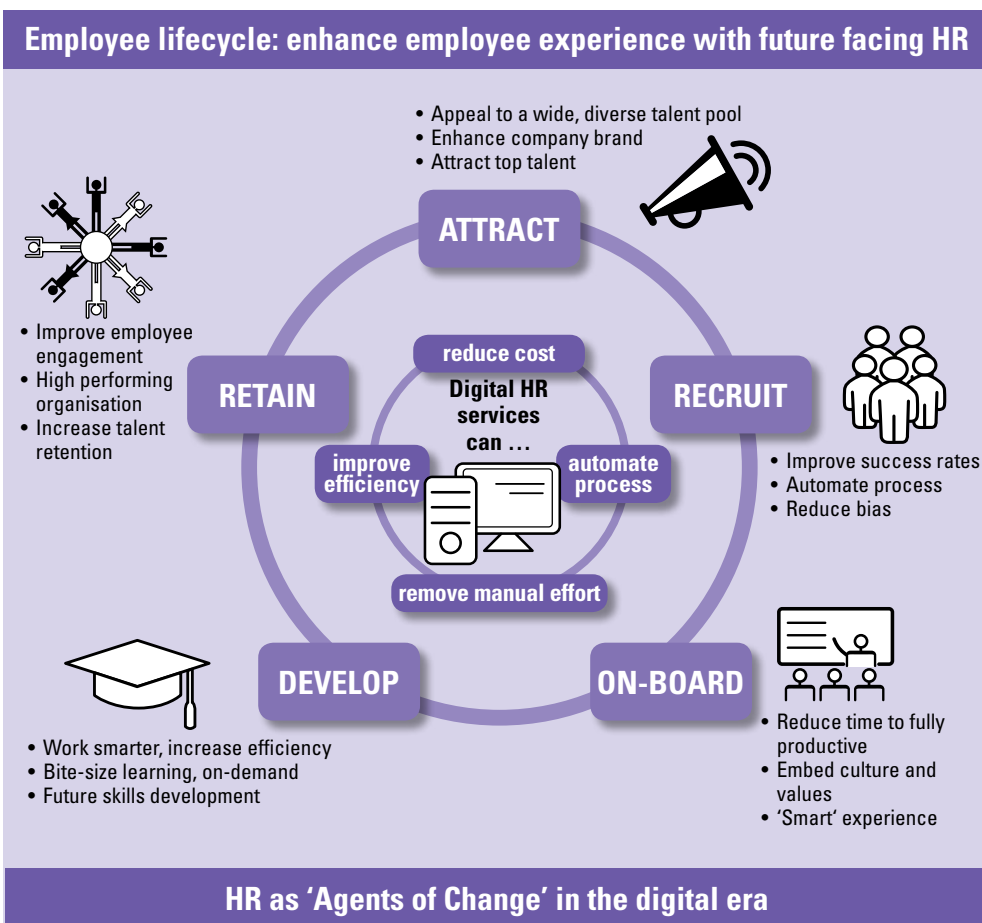 Employee lifecycle: enhance employee experience with future facing HR
• Appeal to a wide, diverse talent pool
• Enhance company brand
• Attract top talent
ATTRACT
• Improve employee
engagement
• High performing
organisation
• Increase talent
retention
RETAIN
reduce cost
Digital HR
services
can …
improve
efficiency
automate
process
remove manual effort
RECRUIT
• Improve success rates
• Automate process
• Reduce bias
DEVELOP
• Work smarter, increase efficiency
• Bite-size learning, on-demand
• Future skills development
ON-BOARD
• Reduce time to fully
productive
• Embed culture and
values
• ‘Smart‘ experience
HR as ‘Agents of Change’ in the digital era